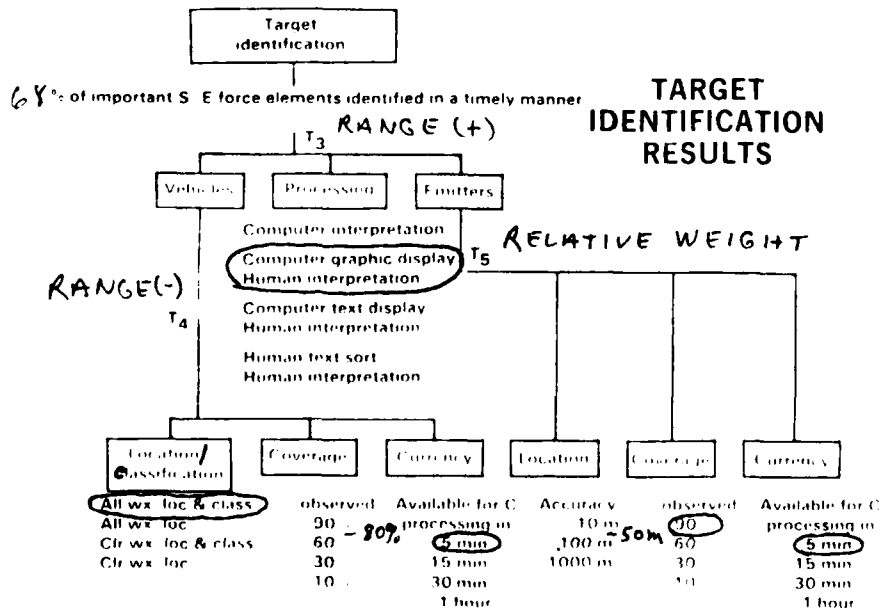 Target
identification
68% of important S E force elements identified in a timely manner
TARGET
IDENTIFICATION
RESULTS
T3 RANGE (+)
Vehicles
Processing
Emitters
Computer interpretation
Computer graphic display
Human interpretation
T5 RELATIVE WEIGHT
RANGE(-)
T4
Computer text display
Human interpretation
Human text sort
Human interpretation
Location/
classification
Coverage
Currency
Location
Coverage
Currency
All wx loc & class
All wx loc
Clr wx loc & class
Clr wx loc
observed
90
60
30
10
- 80%
Available for C
processing in
5 min
15 min
30 min
1 hour
Accuracy
10 m
100 m
1000 m
~50m
observed
90
60
30
10
Available for C
processing in
5 min
15 min
30 min
1 hour